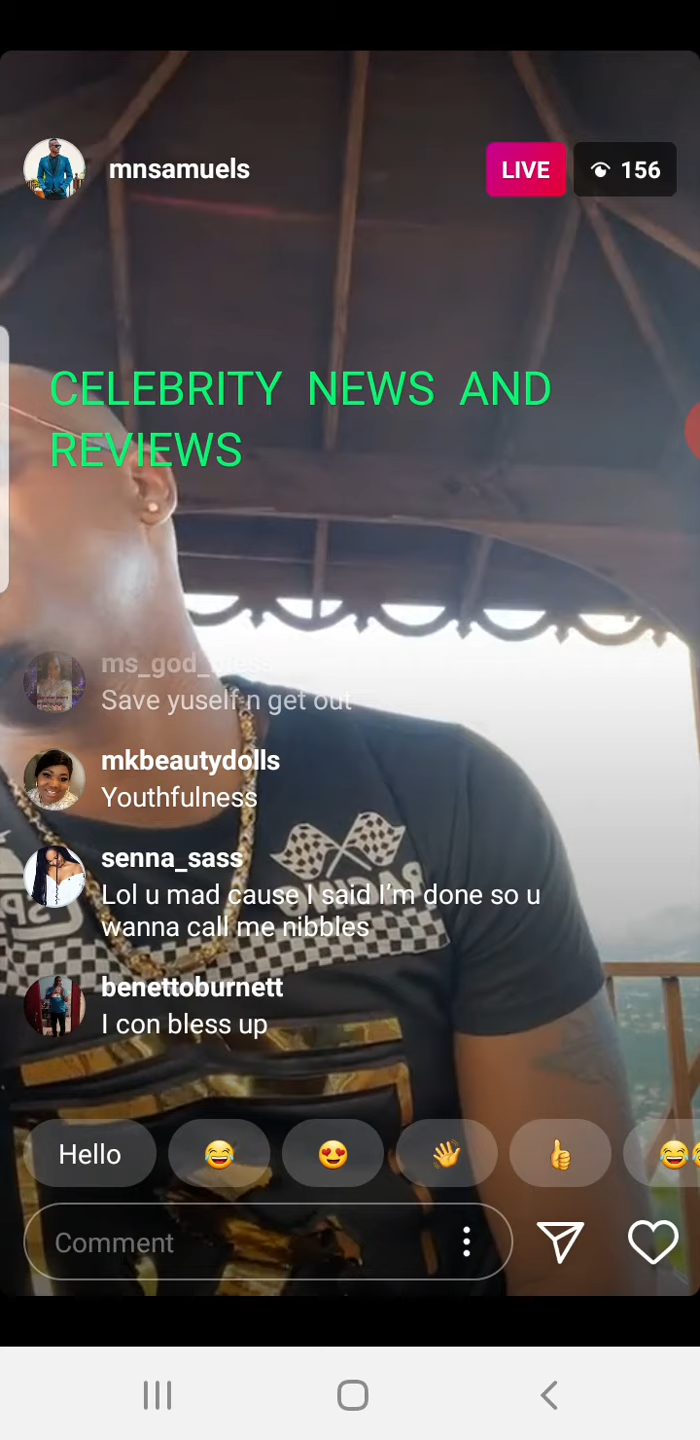 mnsamuels
LIVE
156
CELEBRITY NEWS AND
REVIEWS
Save yuself n get out
mkbeautydolls
Youthfulness
senna_sass
Lol u mad cause I said I'm done so u
wanna call me nibbles
benettoburnett
I con bless up
Hello
Comment